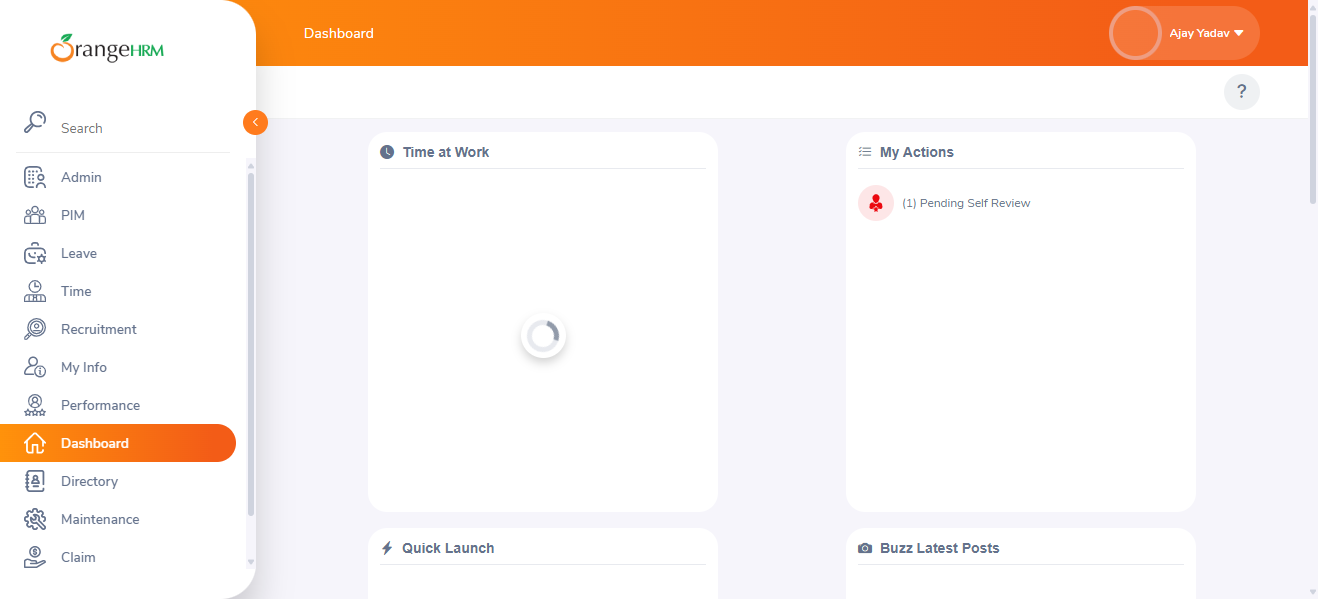 OrangeHRM
Dashboard
Ajay Yadav
Search
?
Admin
PIM
Leave
Time
Recruitment
My Info
Performance
Dashboard
Directory
Maintenance
Claim
Time at Work
My Actions
(1) Pending Self Review
Quick Launch
Buzz Latest Posts